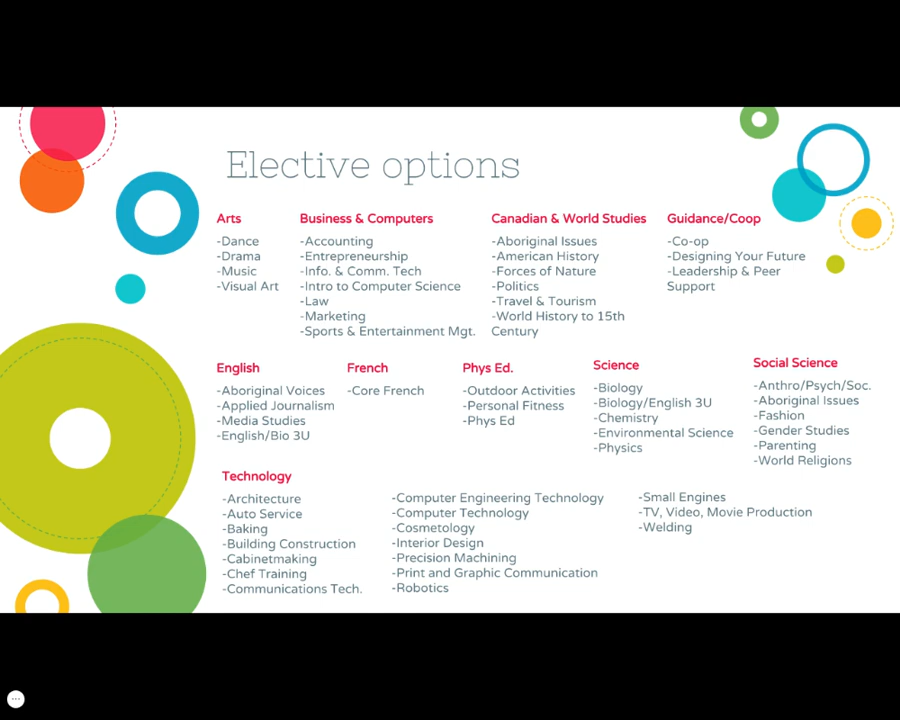 Elective options
Arts
-Dance
-Drama
-Music
-Visual Art
Business & Computers
-Accounting
-Entrepreneurship
-Info. & Comm. Tech
-Intro to Computer Science
-Law
-Marketing
-Sports & Entertainment Mgt.
Canadian & World Studies
-Aboriginal Issues
-American History
-Forces of Nature
-Politics
-Travel & Tourism
-World History to 15th
Century
Guidance/Coop
-Co-op
-Designing Your Future
-Leadership & Peer
Support
English
-Aboriginal Voices
-Applied Journalism
-Media Studies
-English/Bio 3U
French
-Core French
Phys Ed.
-Outdoor Activities
-Personal Fitness
-Phys Ed
Science
-Biology
-Biology/English 3U
-Chemistry
-Environmental Science
-Physics
Social Science
-Anthro/Psych/Soc.
-Aboriginal Issues
-Fashion
-Gender Studies
-Parenting
-World Religions
Technology
-Architecture
-Auto Service
-Baking
-Building Construction
-Cabinetmaking
-Chef Training
-Communications Tech.
-Computer Engineering Technology
-Computer Technology
-Cosmetology
-Interior Design
-Precision Machining
-Print and Graphic Communication
-Robotics
-Small Engines
-TV, Video, Movie Production
-Welding